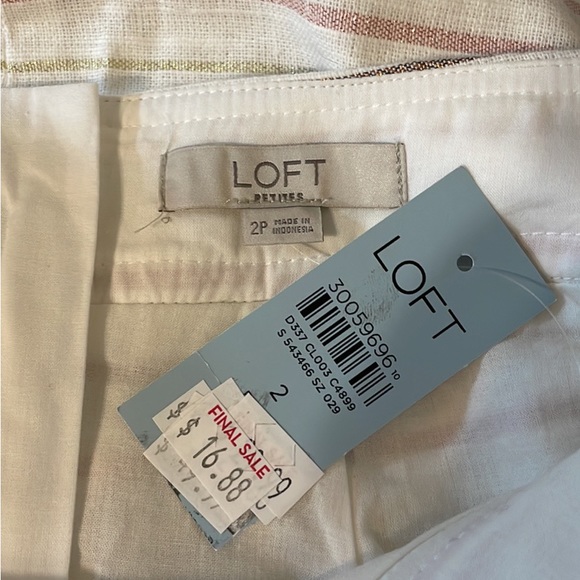 LOFT
PETITES
2P MADE IN
INDONESIA
LOFT
30059696 10
D337 CL003 C4899
S 543466 SZ 029
2
FINAL SALE
$16.88